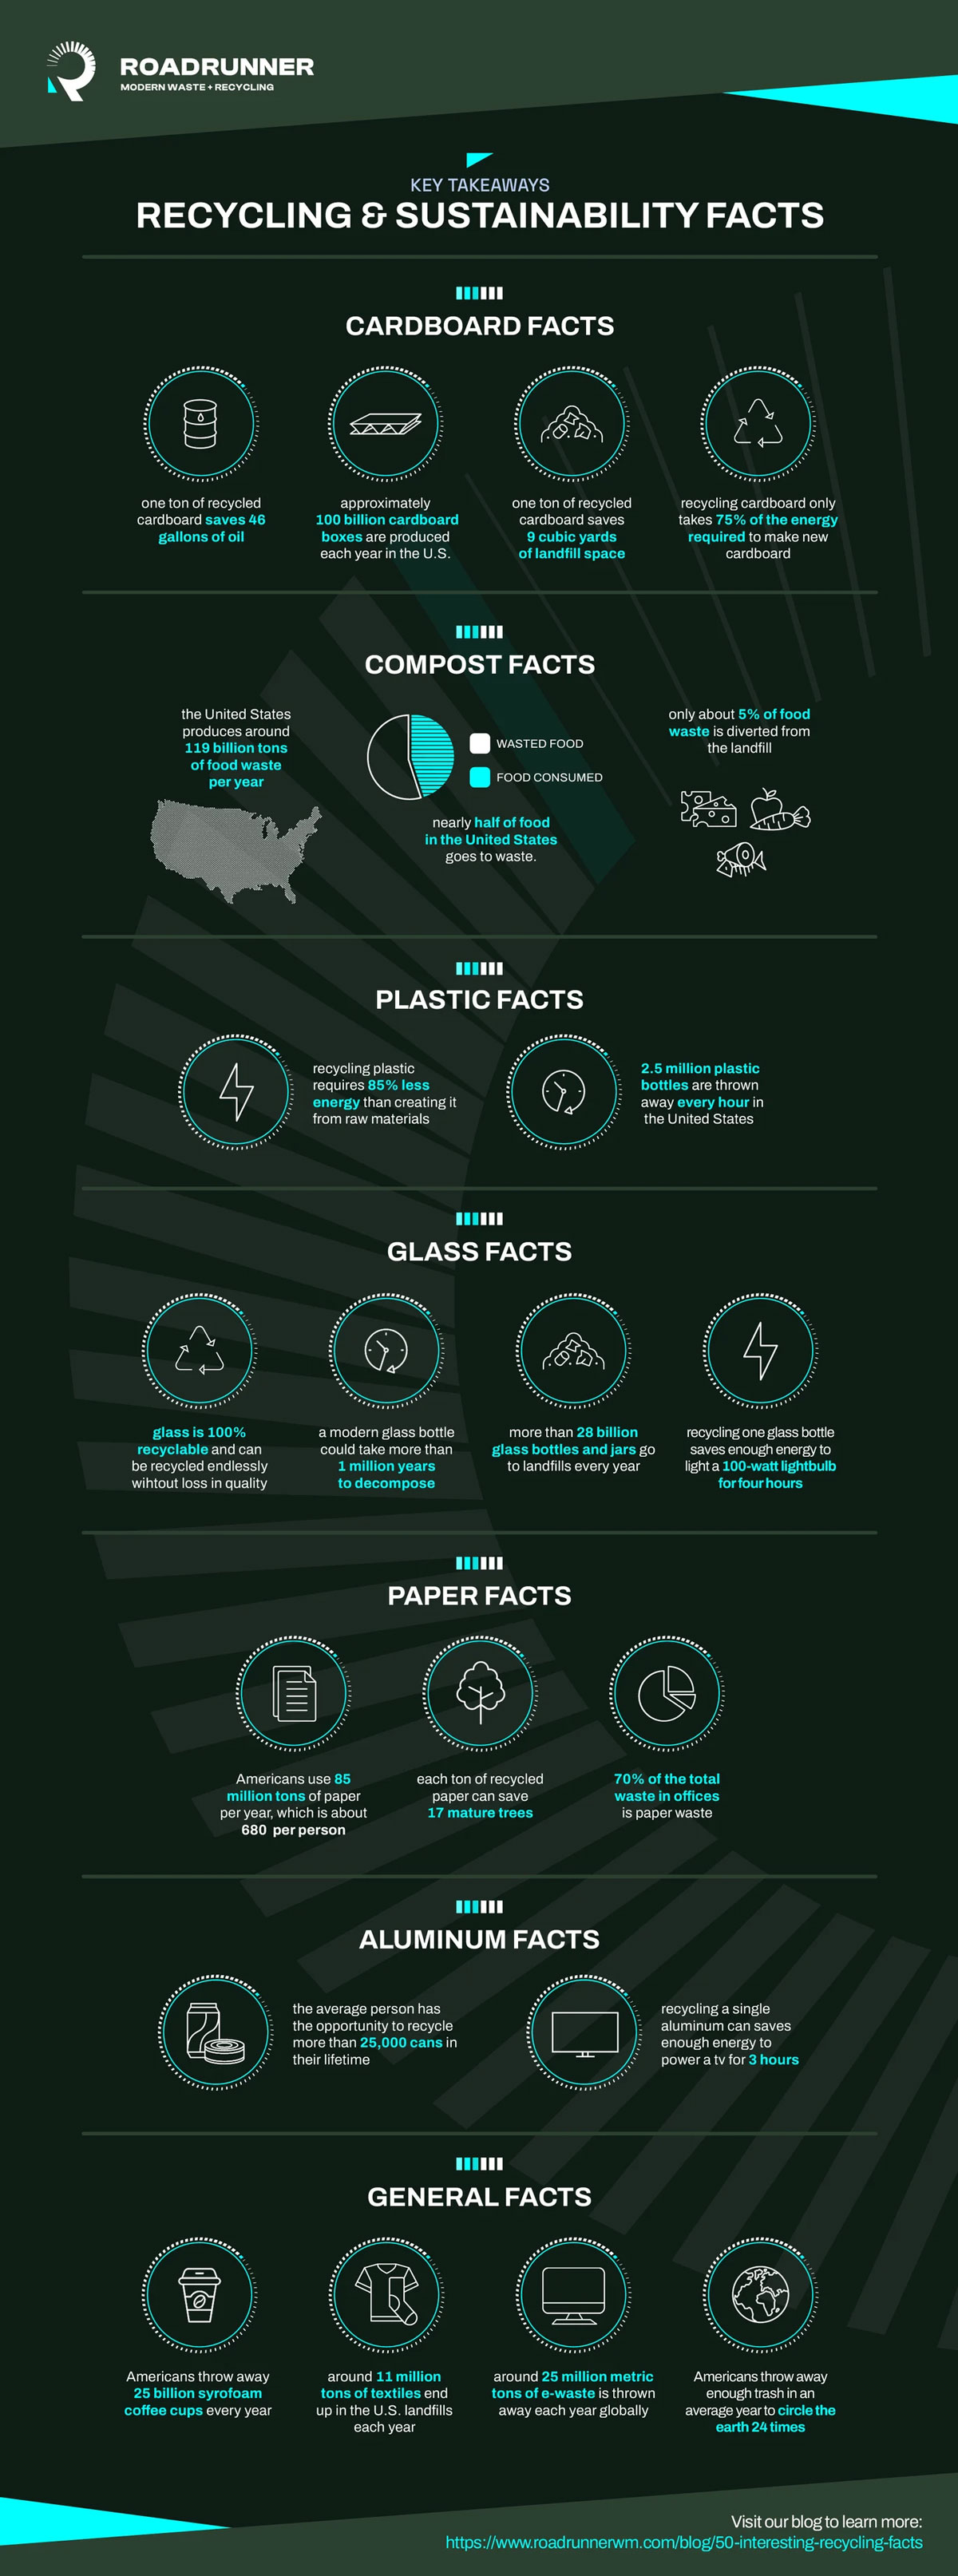 ROADRUNNER
MODERN WASTE + RECYCLING
KEY TAKEAWAYS
RECYCLING & SUSTAINABILITY FACTS
CARDBOARD FACTS
one ton of recycled
cardboard saves 46
gallons of oil
approximately
100 billion cardboard
boxes are produced
each year in the U.S.
one ton of recycled
cardboard saves
9 cubic yards
of landfill space
recycling cardboard only
takes 75% of the energy
required to make new
cardboard
COMPOST FACTS
the United States
produces around
119 billion tons
of food waste
per year
WASTED FOOD
FOOD CONSUMED
nearly half of food
in the United States
goes to waste.
only about 5% of food
waste is diverted from
the landfill
PLASTIC FACTS
recycling plastic
requires 85% less
energy than creating it
from raw materials
2.5 million plastic
bottles are thrown
away every hour in
the United States
GLASS FACTS
glass is 100%
recyclable and can
be recycled endlessly
wihtout loss in quality
a modern glass bottle
could take more than
1 million years
to decompose
more than 28 billion
glass bottles and jars go
to landfills every year
recycling one glass bottle
saves enough energy to
light a 100-watt lightbulb
for four hours
PAPER FACTS
Americans use 85
million tons of paper
per year, which is about
680 per person
each ton of recycled
paper can save
17 mature trees
70% of the total
waste in offices
is paper waste
ALUMINUM FACTS
the average person has
the opportunity to recycle
more than 25,000 cans in
their lifetime
recycling a single
aluminum can saves
enough energy to
power a tv for 3 hours
GENERAL FACTS
Americans throw away
25 billion syrofoam
coffee cups every year
around 11 million
tons of textiles end
up in the U.S. landfills
each year
around 25 million metric
tons of e-waste is thrown
away each year globally
Americans throw away
enough trash in an
average year to circle the
earth 24 times
Visit our blog to learn more:
https://www.roadrunnerwm.com/blog/50-interesting-recycling-facts